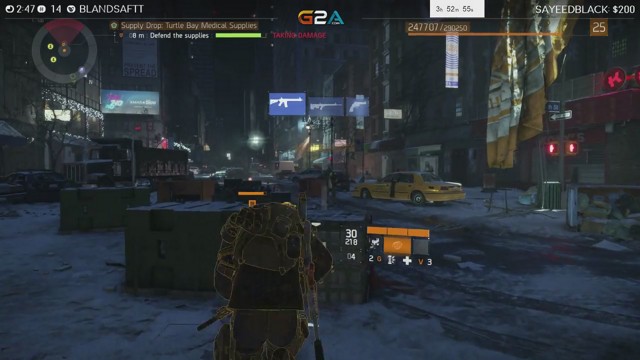 2:47 14 BLANDSAFTT
3h 52m 55s
SAYEEDBLACK $200
G2A
Supply Drop: Turtle Bay Medical Supplies
8 m Defend the supplies
TAKING DAMAGE
247707/290250
25
SPREAD
30
218
04
2 3